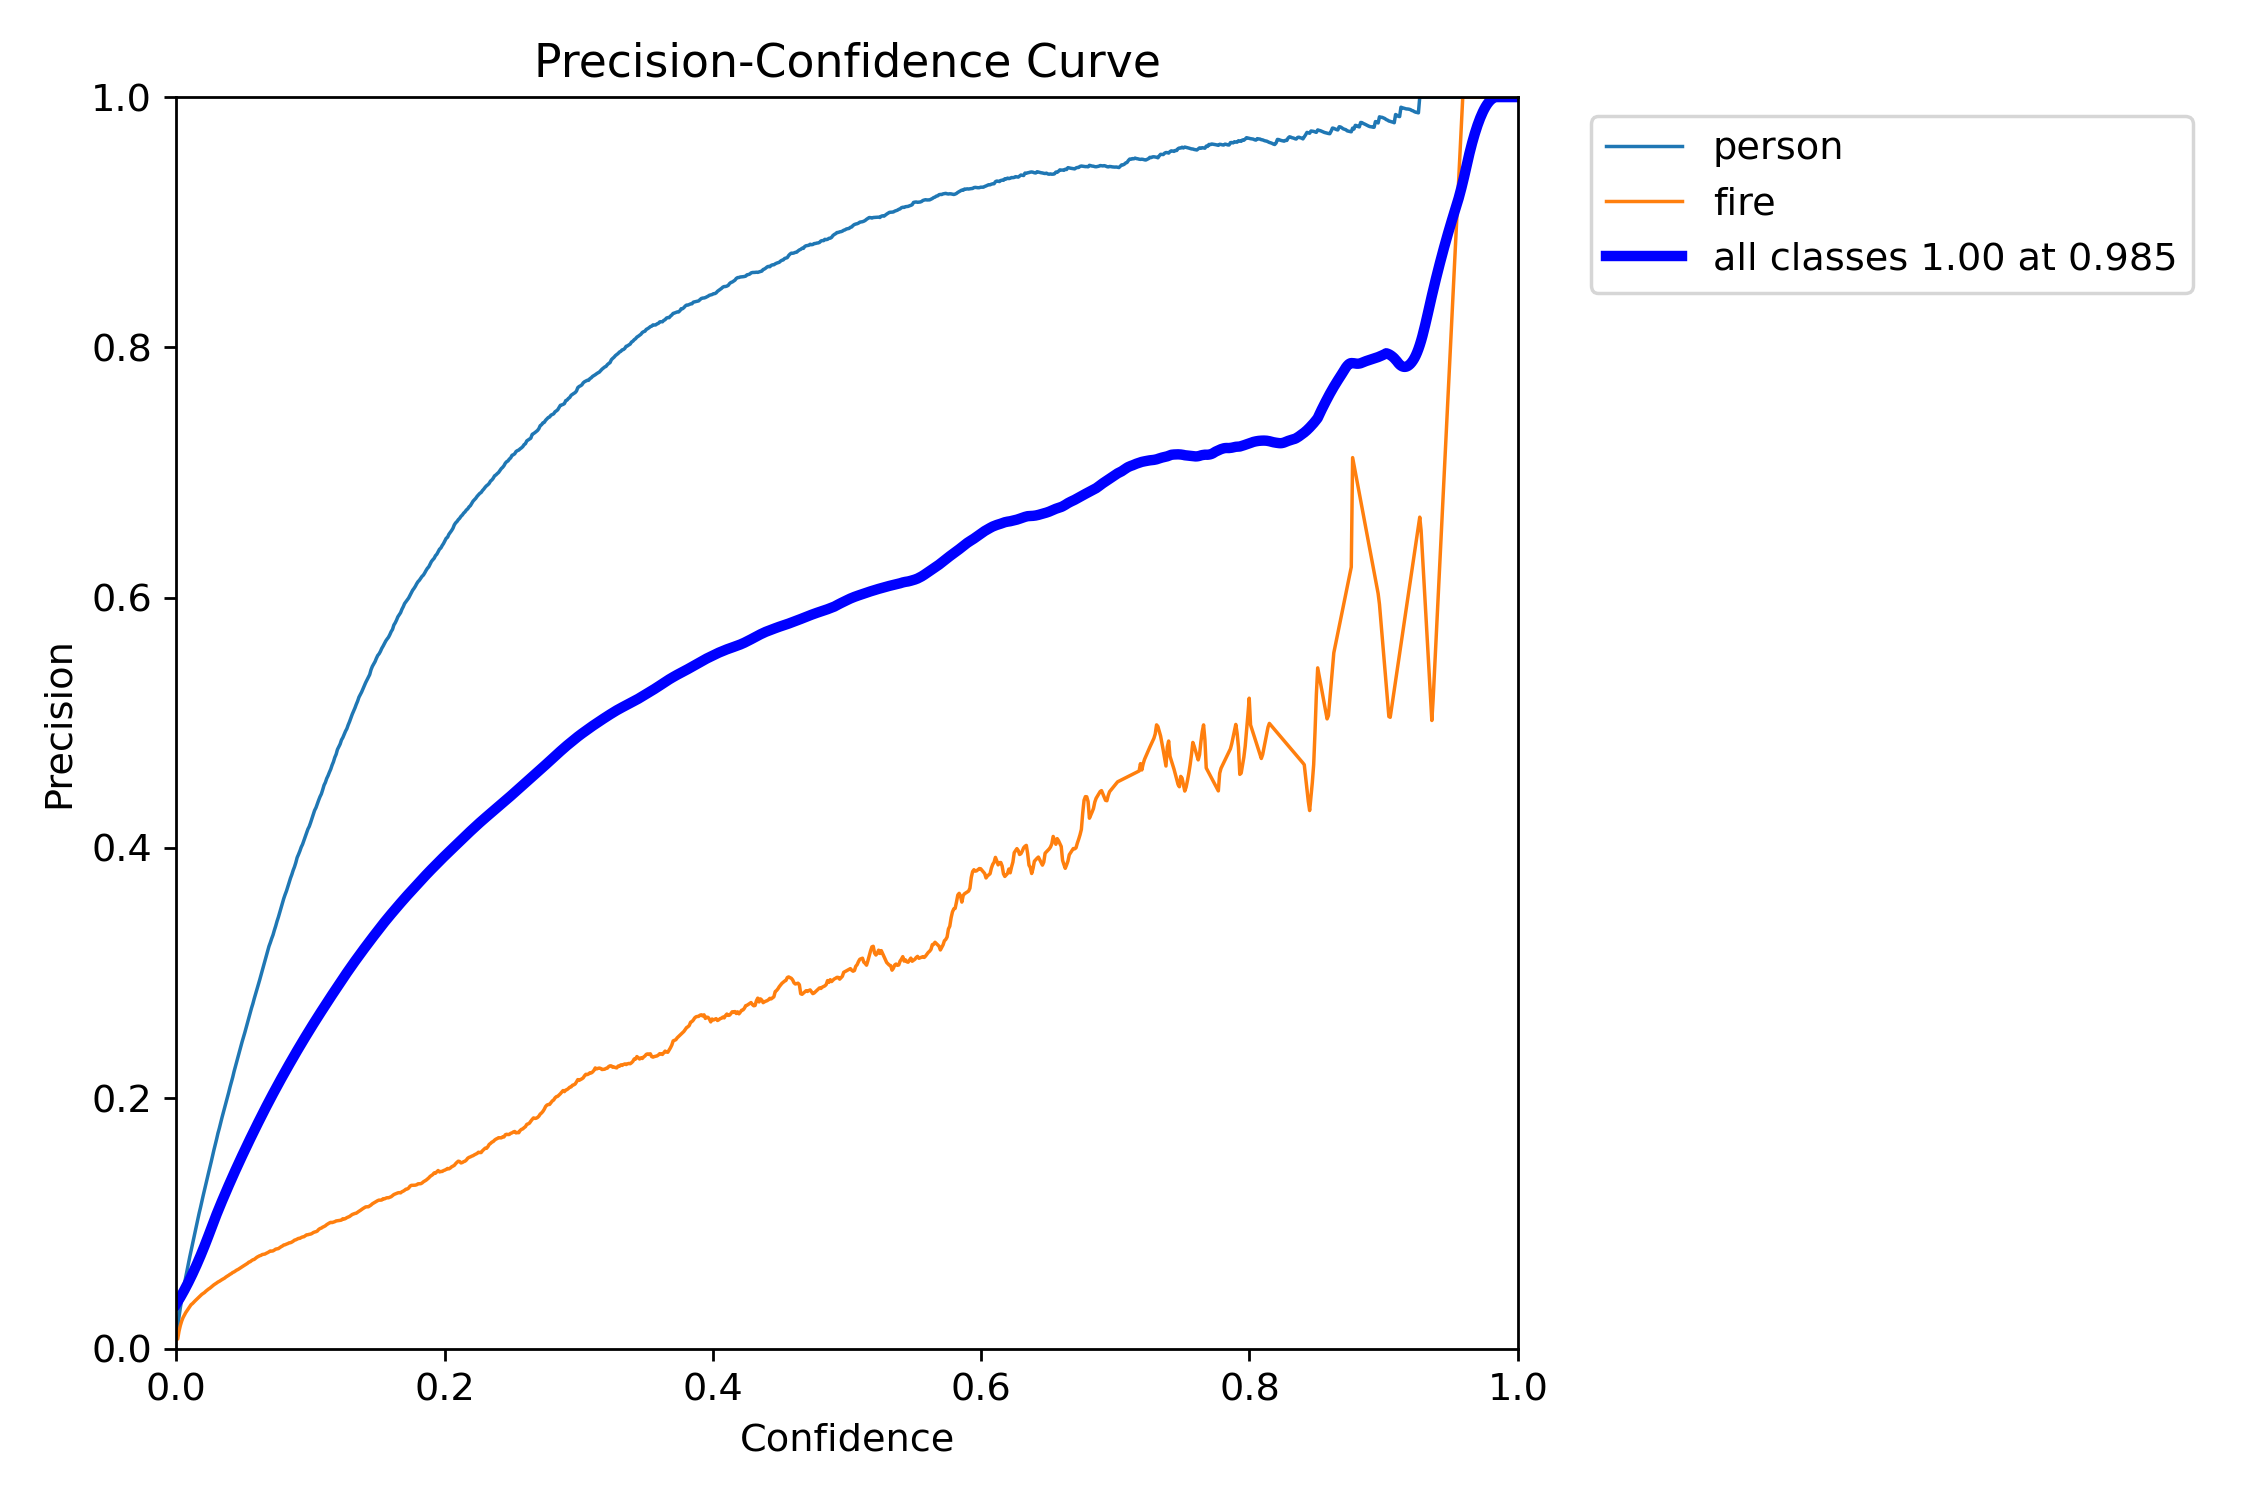 Precision-Confidence Curve
1.0
0.8
0.6
0.4
0.2
0.0
Precision
0.0 0.2 0.4 0.6 0.8 1.0
Confidence
person
fire
all classes 1.00 at 0.985